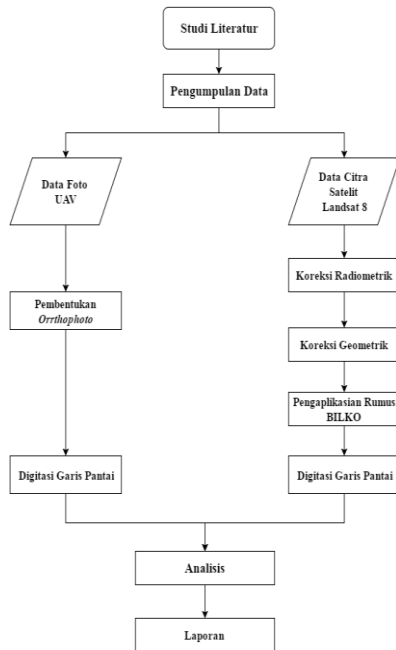 Studi Literatur
Pengumpulan Data
Data Foto
UAV
Data Citra
Satelit
Landsat 8
Koreksi Radiometrik
Pembentukan
Orrthophoto
Koreksi Geometrik
Pengaplikasian Rumus
BILKO
Digitasi Garis Pantai
Digitasi Garis Pantai
Analisis
Laporan